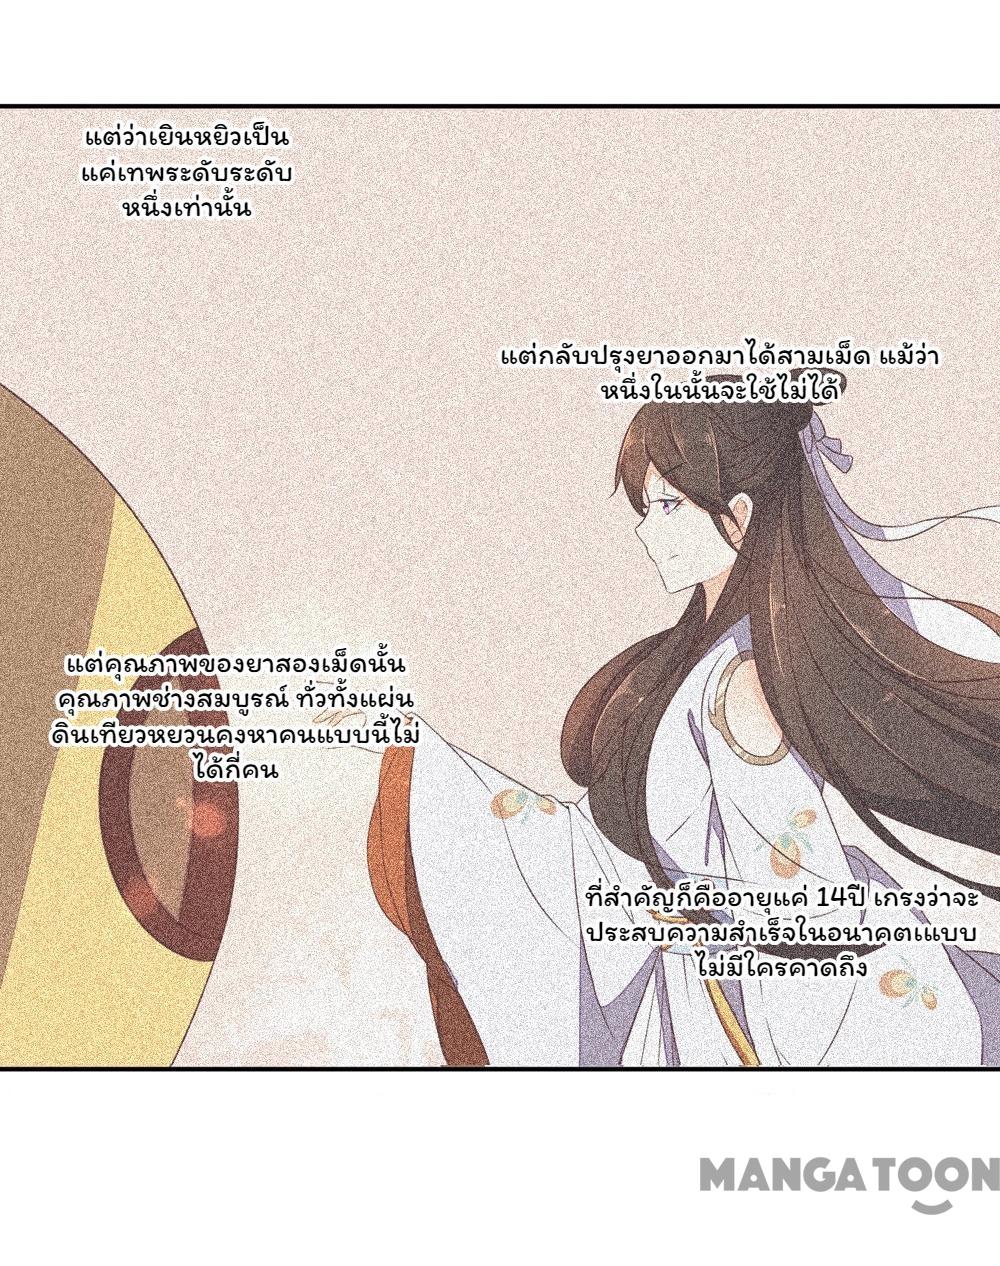 แต่ว่าเยินหยิวเป็น
แค่เทพระดับระดับ
หนึ่งเท่านั้น
แต่กลับปรุงยาออกมาได้สามเม็ด แม้ว่า
หนึ่งในนั้นจะใช้ไม่ได้
แต่คุณภาพของยาสองเม็ดนั้น
คุณภาพช่างสมบูรณ์ ทั่วทั้งแผ่น
ดินเทียวหยวนคงหาคนแบบนี้ไม่
ได้กี่คน
ที่สำคัญก็คืออายุแค่ 14ปี เกรงว่าจะ
ประสบความสำเร็จในอนาคตเแบบ
ไม่มีใครคาดถึง
MANGATOON